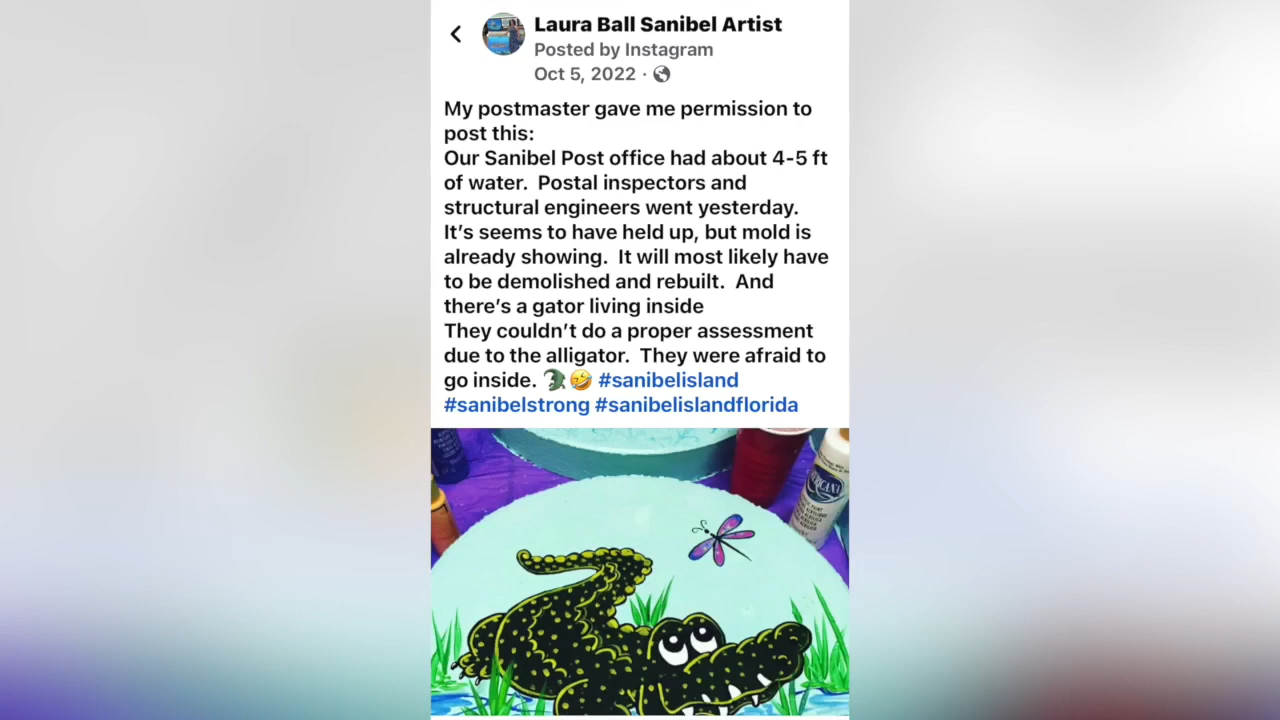 Laura Ball Sanibel Artist
Posted by Instagram
Oct 5, 2022 ·
My postmaster gave me permission to
post this:
Our Sanibel Post office had about 4-5 ft
of water.  Postal inspectors and
structural engineers went yesterday.
It’s seems to have held up, but mold is
already showing.  It will most likely have
to be demolished and rebuilt.  And
there’s a gator living inside
They couldn’t do a proper assessment
due to the alligator.  They were afraid to
go inside. 🐊🤣 #sanibelisland
#sanibelstrong #sanibelislandflorida